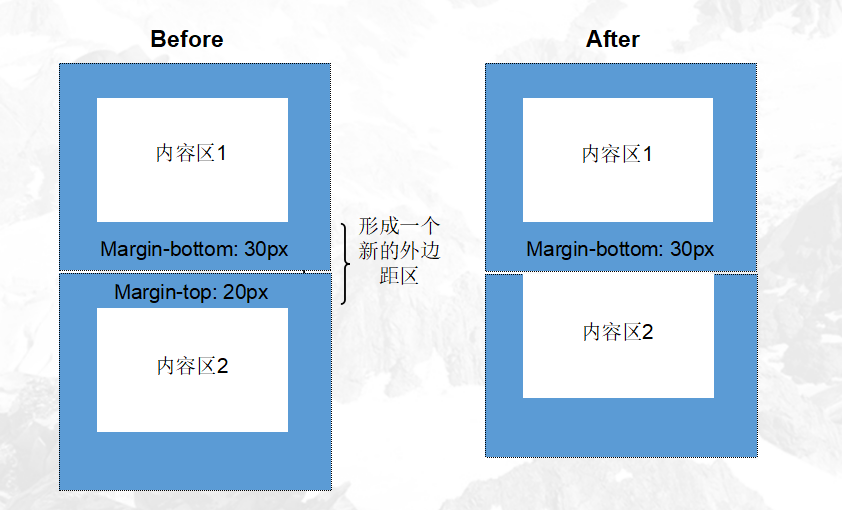 Before
内容区1
Margin-bottom: 30px
Margin-top: 20px
内容区2
形成一个
新的外边
距区
After
内容区1
Margin-bottom: 30px
内容区2